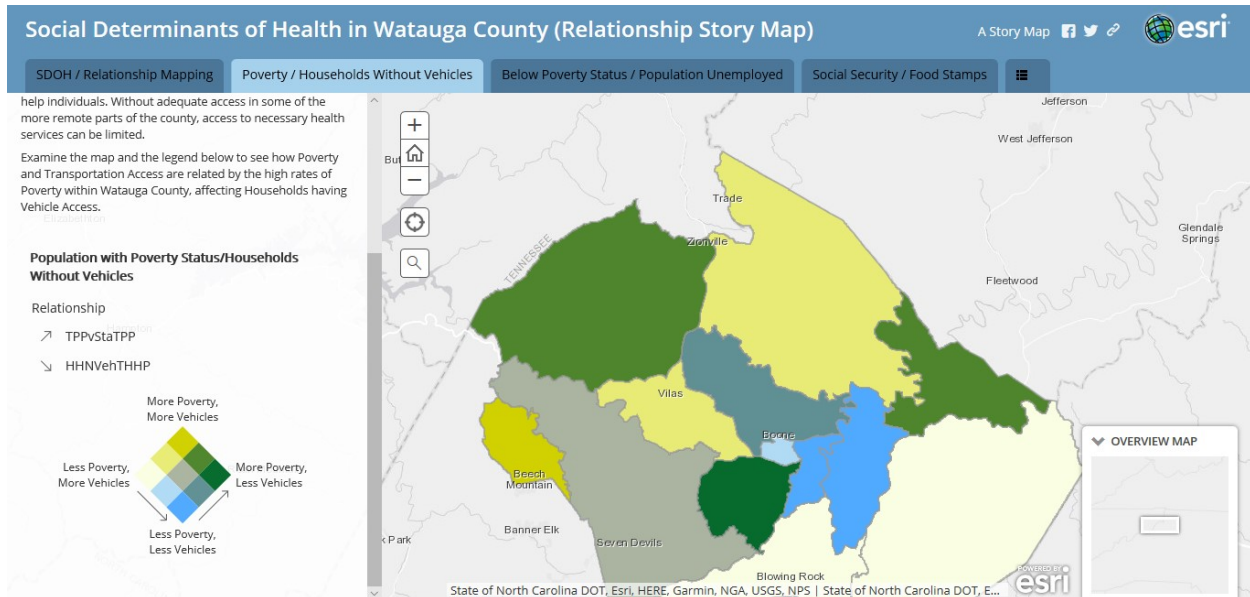 Social Determinants of Health in Watauga County (Relationship Story Map)
A Story Map
esri
SDOH / Relationship Mapping
Poverty / Households Without Vehicles
Below Poverty Status / Population Unemployed
Social Security / Food Stamps
help individuals. Without adequate access in some of the
more remote parts of the county, access to necessary health
services can be limited.
Examine the map and the legend below to see how Poverty
and Transportation Access are related by the high rates of
Poverty within Watauga County, affecting Households having
Vehicle Access.
Elizabethton
Population with Poverty Status/Households
Without Vehicles
Relationship
TPPvStaTPP
HHNVehTHHP
More Poverty,
More Vehicles
Less Poverty,
More Vehicles
More Poverty,
Less Vehicles
Less Poverty,
Less Vehicles
+
−
Jefferson
West Jefferson
Trade
Zionville
TENNESSEE
Glendale
Springs
Fleetwood
Vilas
Boone
Beech
Mountain
Banner Elk
Seven Devils
k Park
Blowing Rock
OVERVIEW MAP
POWERED BY
esri
State of North Carolina DOT, Esri, HERE, Garmin, NGA, USGS, NPS | State of North Carolina DOT, E...